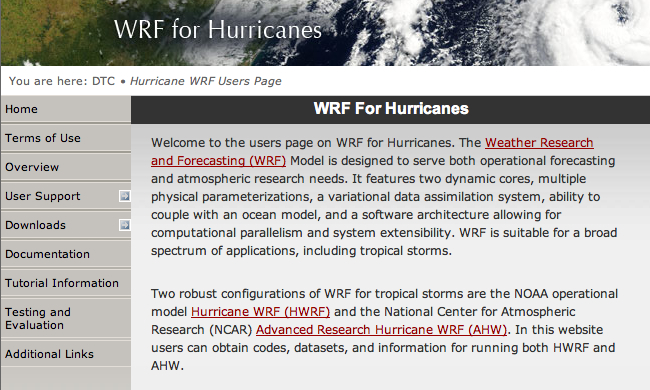 WRF for Hurricanes
You are here: DTC • Hurricane WRF Users Page
Home
Terms of Use
Overview
User Support
Downloads
Documentation
Tutorial Information
Testing and
Evaluation
Additional Links
WRF For Hurricanes
Welcome to the users page on WRF for Hurricanes. The Weather Research
and Forecasting (WRF) Model is designed to serve both operational forecasting
and atmospheric research needs. It features two dynamic cores, multiple
physical parameterizations, a variational data assimilation system, ability to
couple with an ocean model, and a software architecture allowing for
computational parallelism and system extensibility. WRF is suitable for a broad
spectrum of applications, including tropical storms.
Two robust configurations of WRF for tropical storms are the NOAA operational
model Hurricane WRF (HWRF) and the National Center for Atmospheric
Research (NCAR) Advanced Research Hurricane WRF (AHW). In this website
users can obtain codes, datasets, and information for running both HWRF and
AHW.